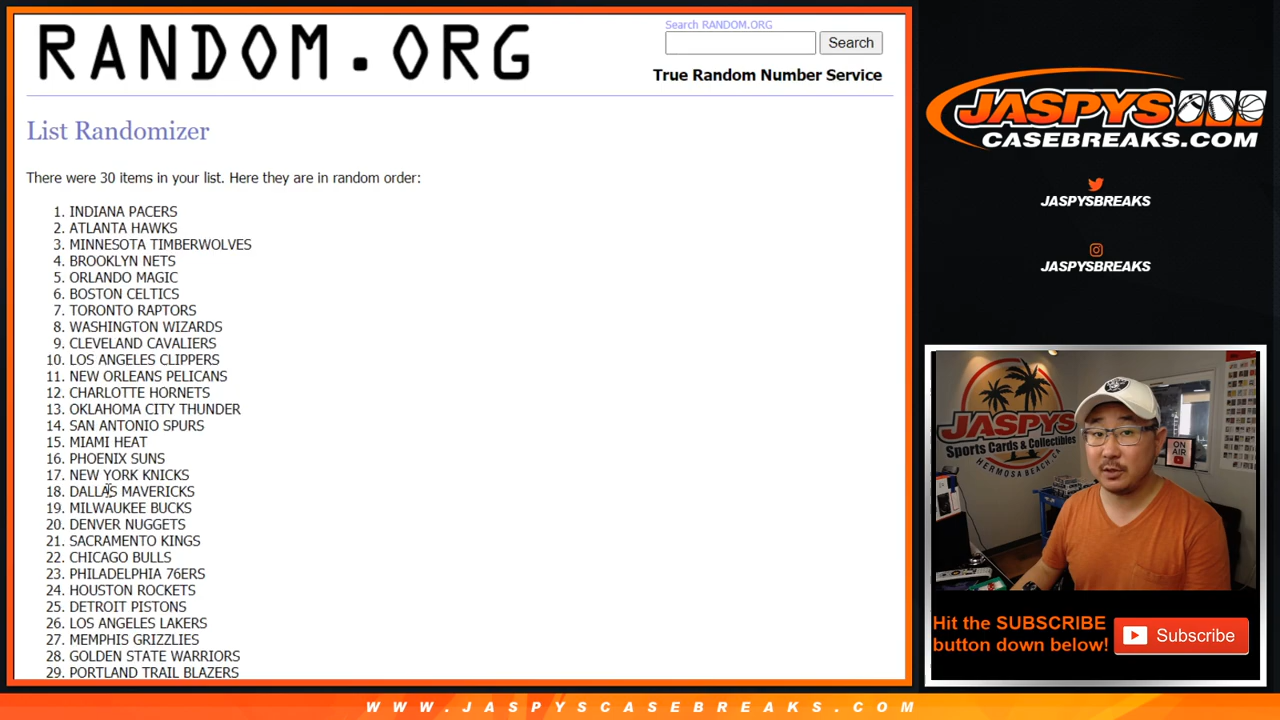 RANDOM.ORG
Search RANDOM.ORG
Search
True Random Number Service
List Randomizer
There were 30 items in your list. Here they are in random order:
1. INDIANA PACERS
2. ATLANTA HAWKS
3. MINNESOTA TIMBERWOLVES
4. BROOKLYN NETS
5. ORLANDO MAGIC
6. BOSTON CELTICS
7. TORONTO RAPTORS
8. WASHINGTON WIZARDS
9. CLEVELAND CAVALIERS
10. LOS ANGELES CLIPPERS
11. NEW ORLEANS PELICANS
12. CHARLOTTE HORNETS
13. OKLAHOMA CITY THUNDER
14. SAN ANTONIO SPURS
15. MIAMI HEAT
16. PHOENIX SUNS
17. NEW YORK KNICKS
18. DALLAS MAVERICKS
19. MILWAUKEE BUCKS
20. DENVER NUGGETS
21. SACRAMENTO KINGS
22. CHICAGO BULLS
23. PHILADELPHIA 76ERS
24. HOUSTON ROCKETS
25. DETROIT PISTONS
26. LOS ANGELES LAKERS
27. MEMPHIS GRIZZLIES
28. GOLDEN STATE WARRIORS
29. PORTLAND TRAIL BLAZERS
JASPYS
CASEBREAKS.COM
JASPYSBREAKS
JASPYSBREAKS
JASPYS
Sports Cards & Collectibles
HERMOSA BEACH, CA
ON
AIR
Hit the SUBSCRIBE
button down below!
Subscribe
WWW.JASPYSCASEBREAKS.COM